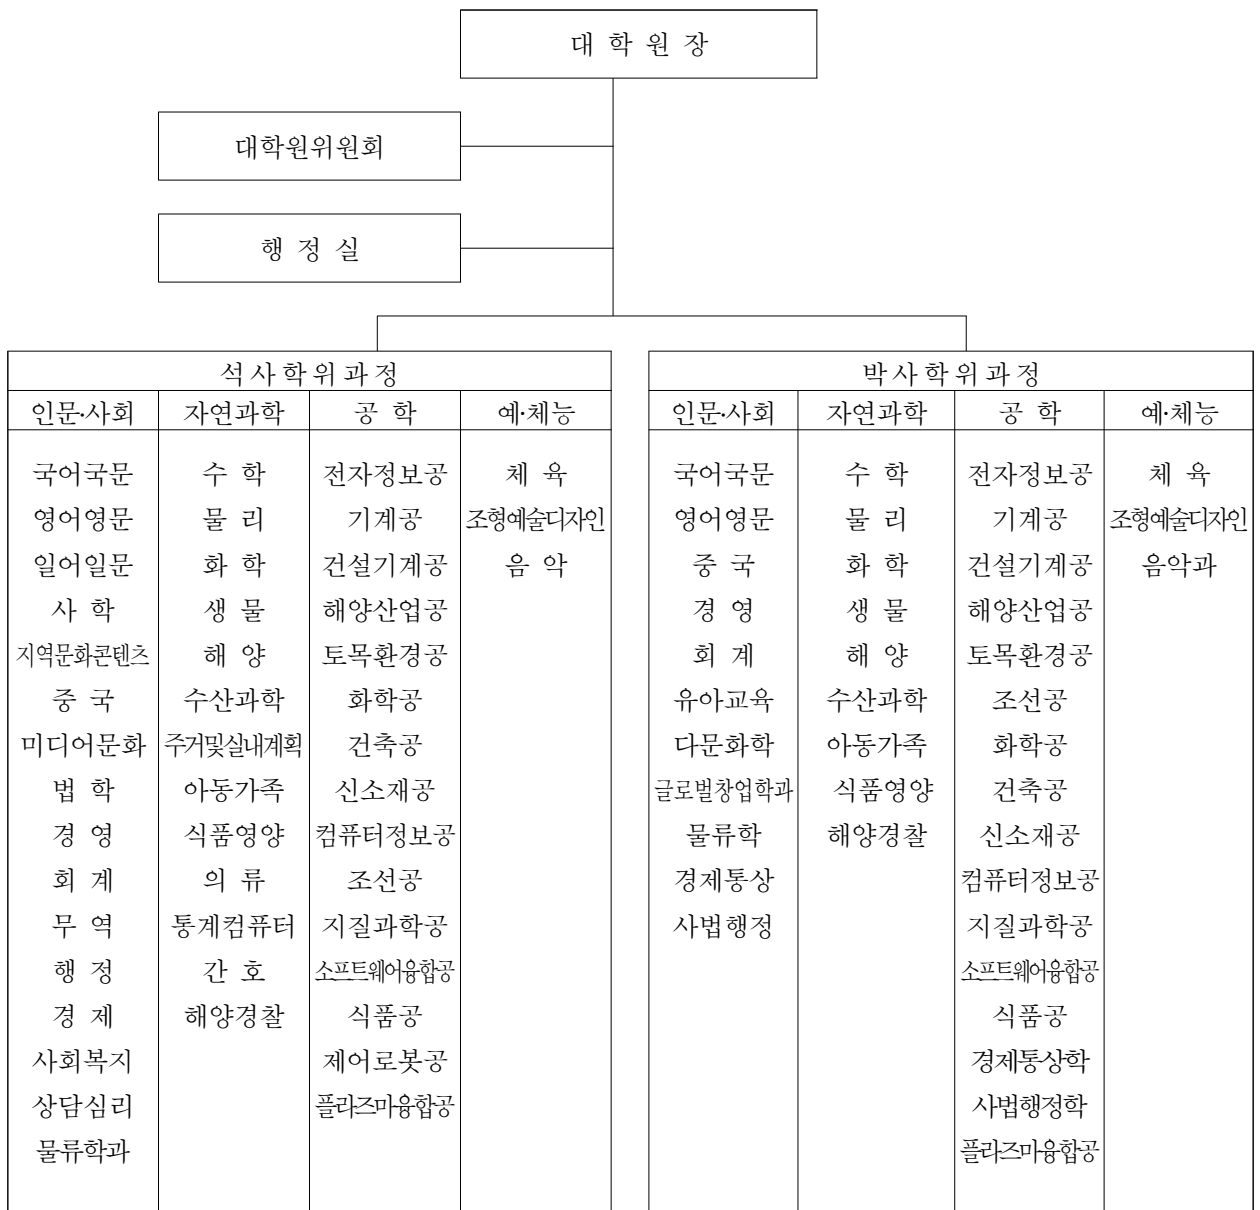 대 학 원 장
대학원위원회
행 정 실
석사학위과정 박사학위과정
인문·사회 자연과학 공 학 예·체능 인문·사회 자연과학 공 학 예·체능
국어국문 수 학 전자정보공 체 육 국어국문 수 학 전자정보공 체 육
영어영문 물 리 기계공 조형예술디자인 영어영문 물 리 기계공 조형예술디자인
일어일문 화 학 건설기계공 음 악 중 국 화 학 건설기계공 음악과
사 학 생 물 해양산업공 경 영 생 물 해양산업공
지역문화콘텐츠 해 양 토목환경공 회 계 해 양 토목환경공
중 국 수산과학 화학공 유아교육 수산과학 조선공
미디어문화 주거및실내계획 건축공 다문화학 아동가족 화학공
법 학 아동가족 신소재공 글로벌창업학과 식품영양 건축공
경 영 식품영양 컴퓨터정보공 물류학 해양경찰 신소재공
회 계 의 류 조선공 경제통상 컴퓨터정보공
무 역 통계컴퓨터 지질과학공 사법행정 지질과학공
행 정 간 호 소프트웨어융합공 소프트웨어융합공
경 제 해양경찰 식품공 식품공
사회복지 제어로봇공 경제통상학
상담심리 플라즈마융합공 사법행정학
물류학과 플라즈마융합공